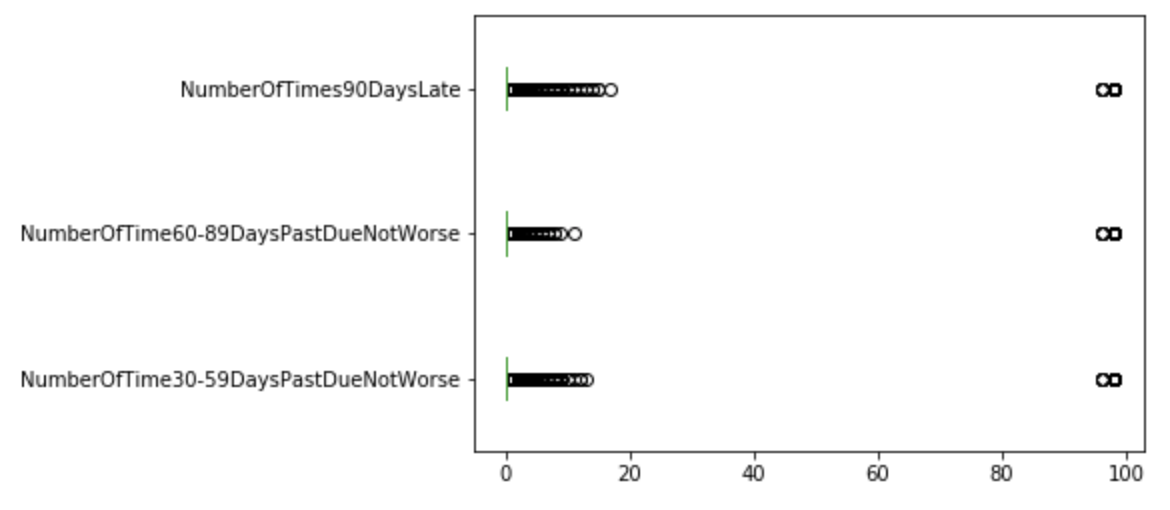 NumberOfTimes90DaysLate
NumberOfTime60-89DaysPastDueNotWorse
NumberOfTime30-59DaysPastDueNotWorse
0 20 40 60 80 100